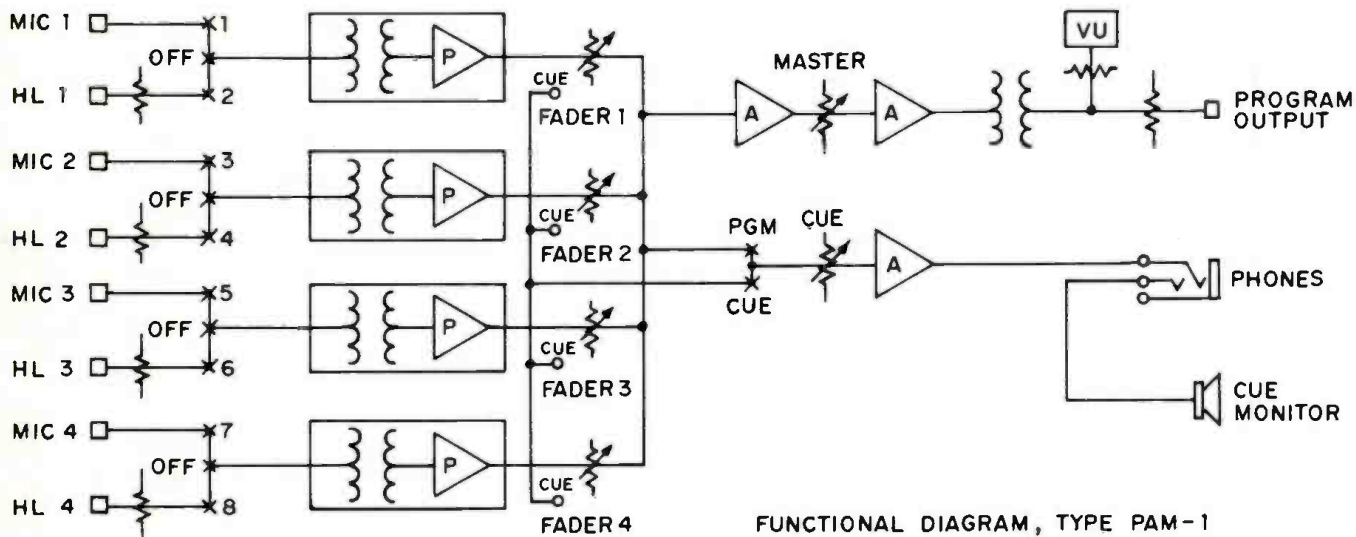 MIC 1
1
OFF
HL 1
2
P
CUE
FADER 1
MIC 2
3
OFF
HL 2
4
P
CUE
FADER 2
MIC 3
5
OFF
HL 3
6
P
CUE
FADER 3
MIC 4
7
OFF
HL 4
8
P
CUE
FADER 4
A
MASTER
A
VU
PROGRAM
OUTPUT
PGM
CUE
CUE
A
PHONES
CUE
MONITOR
FUNCTIONAL DIAGRAM, TYPE PAM-1